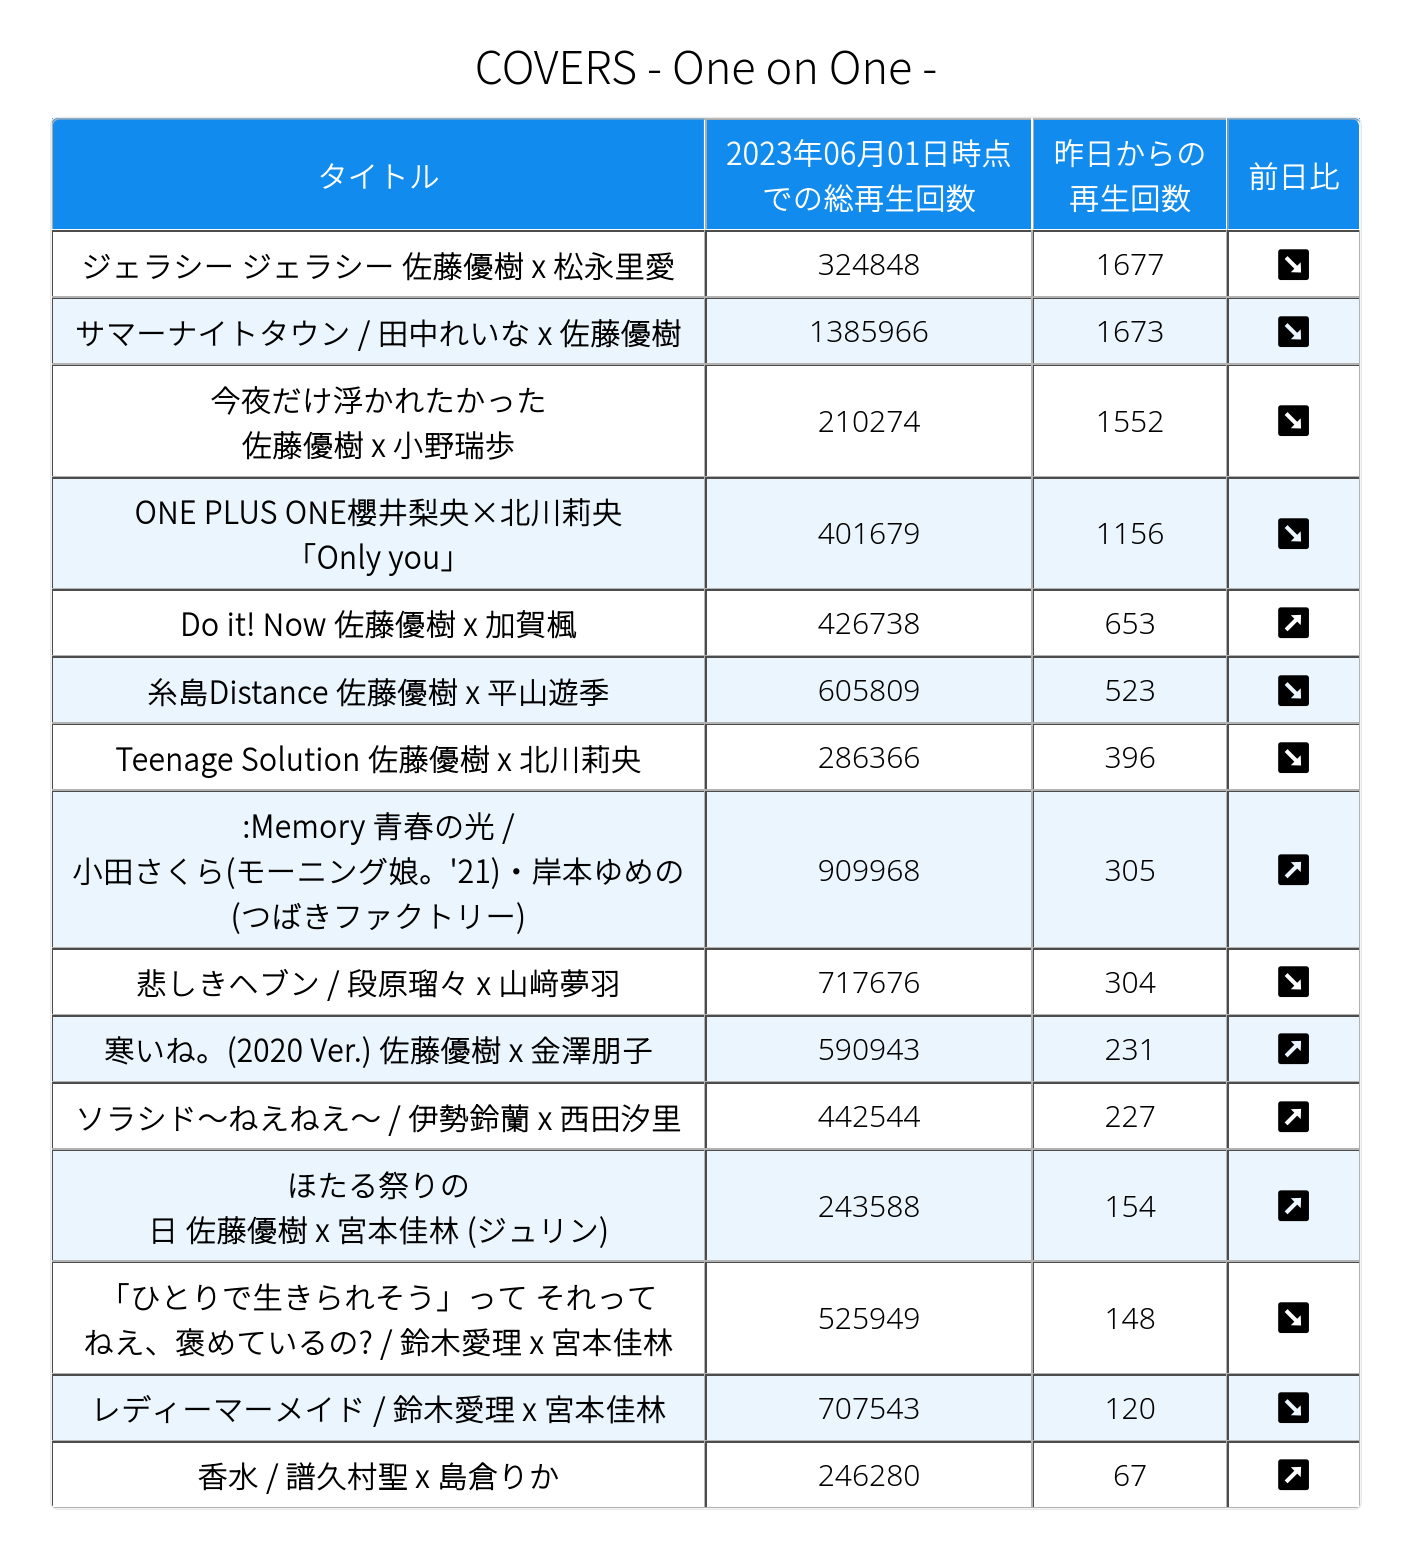 COVERS - One on One -
タイトル
2023年06月01日時点
での総再生回数
昨日からの
再生回数
前日比
ジェラシー ジェラシー 佐藤優樹 x 松永里愛
324848
1677
サマーナイトタウン / 田中れいな x 佐藤優樹
1385966
1673
今夜だけ浮かれたかった
佐藤優樹 x 小野瑞歩
210274
1552
ONE PLUS ONE櫻井梨央×北川莉央
「Only you」
401679
1156
Do it! Now 佐藤優樹 x 加賀楓
426738
653
糸島Distance 佐藤優樹 x 平山遊季
605809
523
Teenage Solution 佐藤優樹 x 北川莉央
286366
396
:Memory 青春の光 /
小田さくら(モーニング娘。'21)・岸本ゆめの
(つばきファクトリー)
909968
305
悲しきヘブン / 段原瑠々 x 山﨑夢羽
717676
304
寒いね。(2020 Ver.) 佐藤優樹 x 金澤朋子
590943
231
ソラシド〜ねえねえ〜 / 伊勢鈴蘭 x 西田汐里
442544
227
ほたる祭りの
日 佐藤優樹 x 宮本佳林 (ジュリン)
243588
154
「ひとりで生きられそう」って それって
ねえ、褒めているの? / 鈴木愛理 x 宮本佳林
525949
148
レディーマーメイド / 鈴木愛理 x 宮本佳林
707543
120
香水 / 譜久村聖 x 島倉りか
246280
67